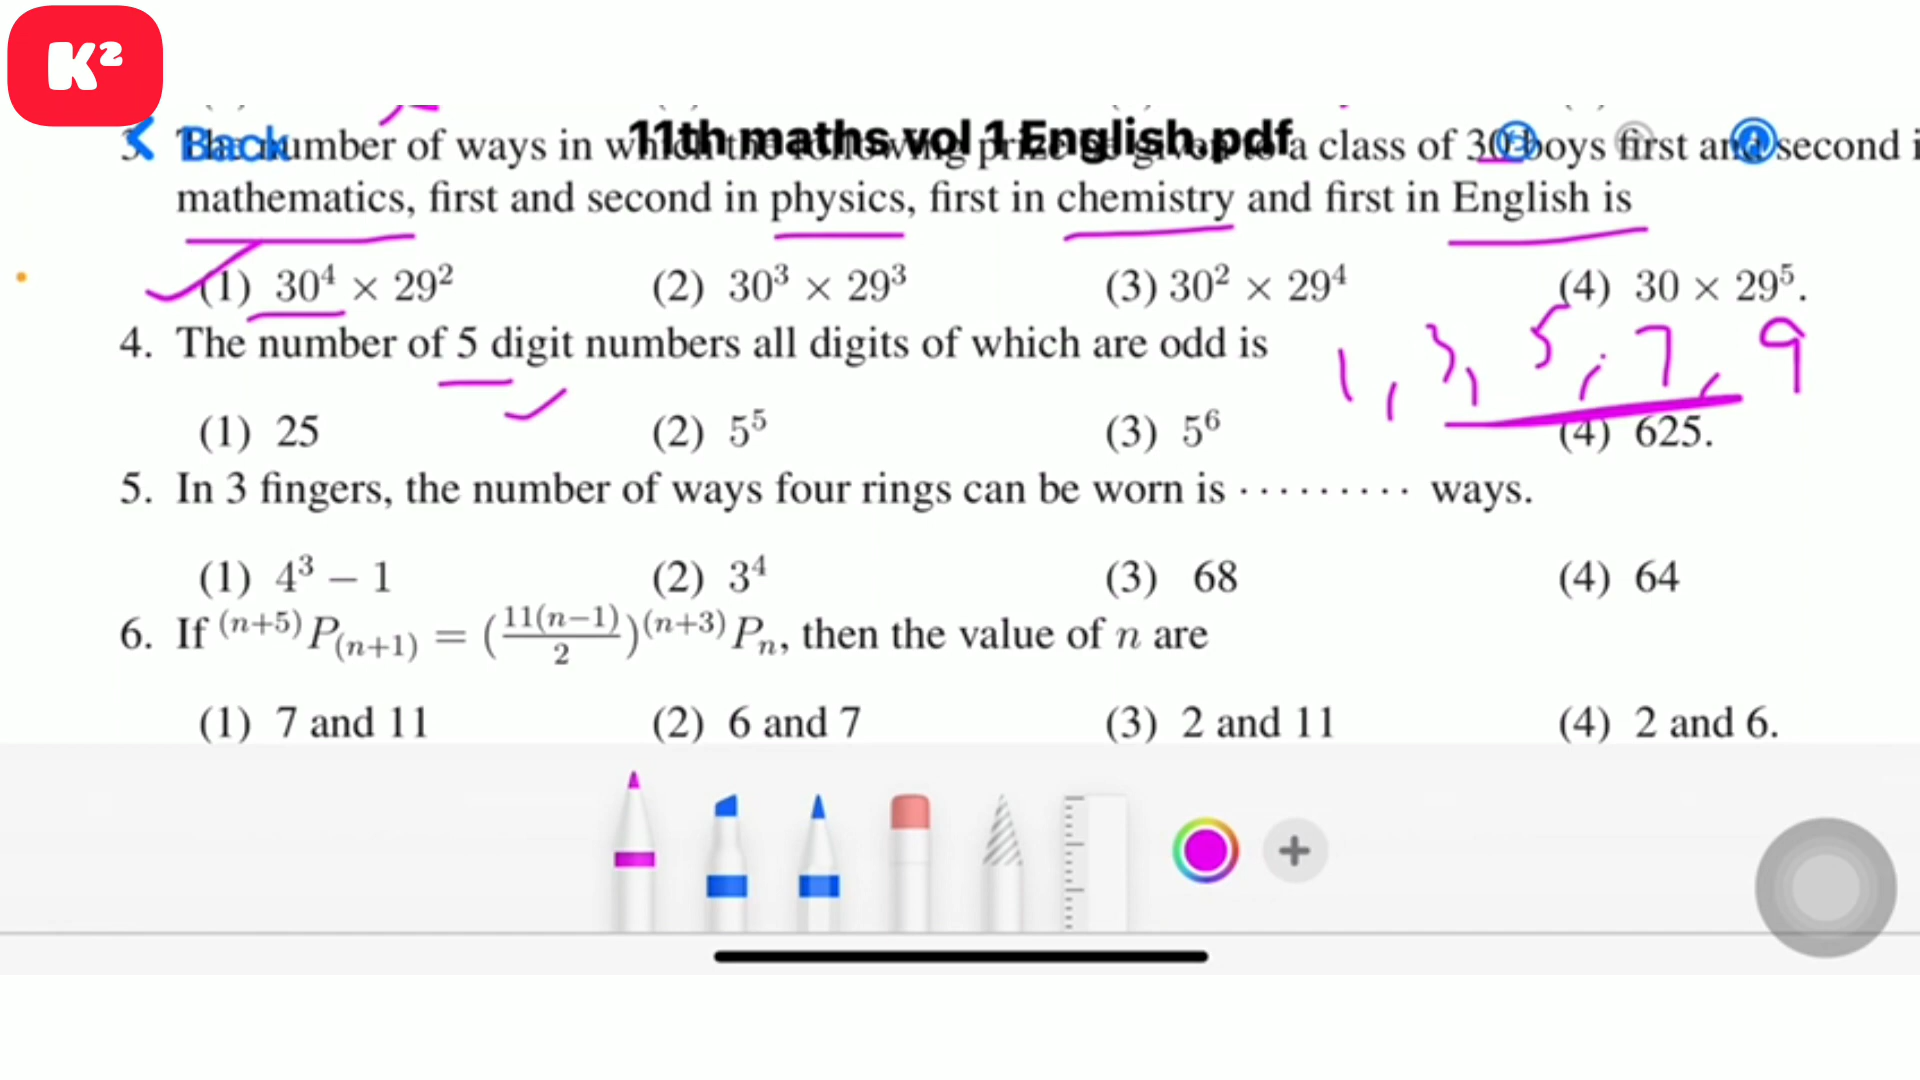 K²
Back 11th maths vol 1 English.pdf
3. The number of ways in which the following prize be given to a class of 30 boys first and second i
mathematics, first and second in physics, first in chemistry and first in English is
(1) 30⁴ × 29² (2) 30³ × 29³ (3) 30² × 29⁴ (4) 30 × 29⁵.
4. The number of 5 digit numbers all digits of which are odd is 1, 3, 5, 7, 9
(1) 25 (2) 5⁵ (3) 5⁶ (4) 625.
5. In 3 fingers, the number of ways four rings can be worn is · · · · · · · · · ways.
(1) 4³ − 1 (2) 3⁴ (3) 68 (4) 64
6. If ⁽ⁿ⁺⁵⁾P₍ₙ₊₁₎ = (11(n−1)/2)⁽ⁿ⁺³⁾Pₙ, then the value of n are
(1) 7 and 11 (2) 6 and 7 (3) 2 and 11 (4) 2 and 6.